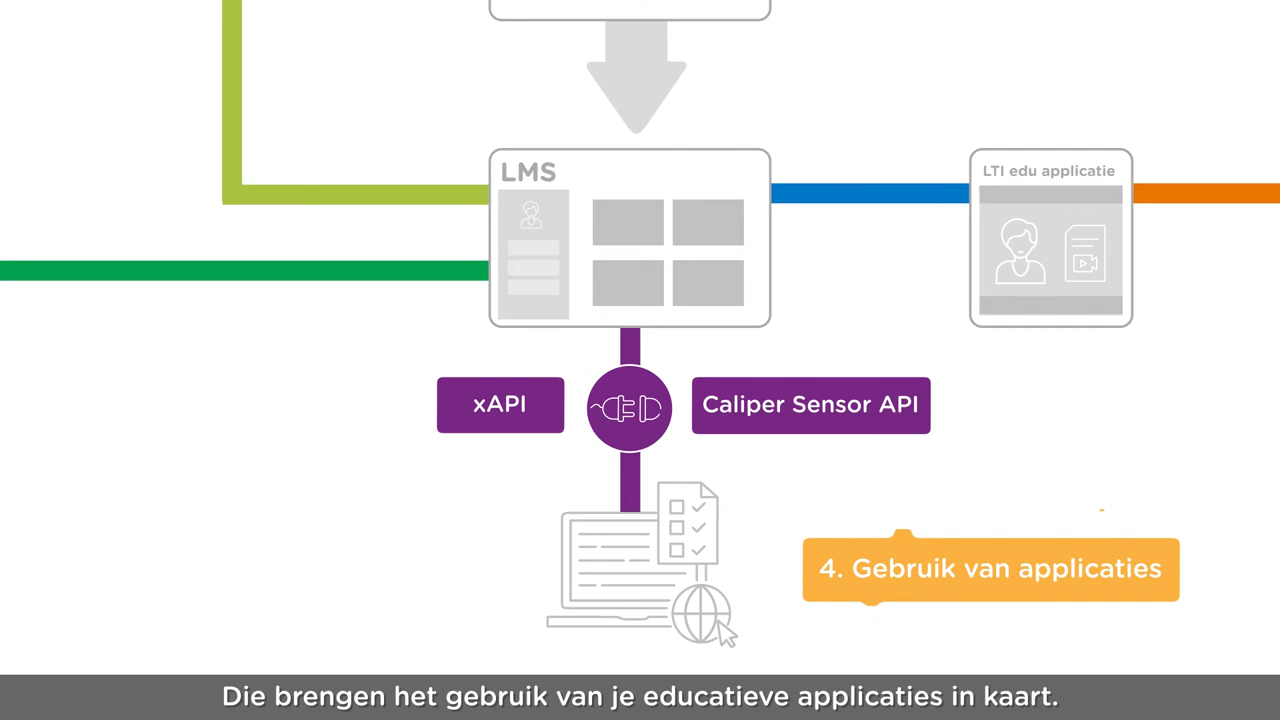 LMS
LTI edu applicatie
xAPI
Caliper Sensor API
4. Gebruik van applicaties
Die brengen het gebruik van je educatieve applicaties in kaart.